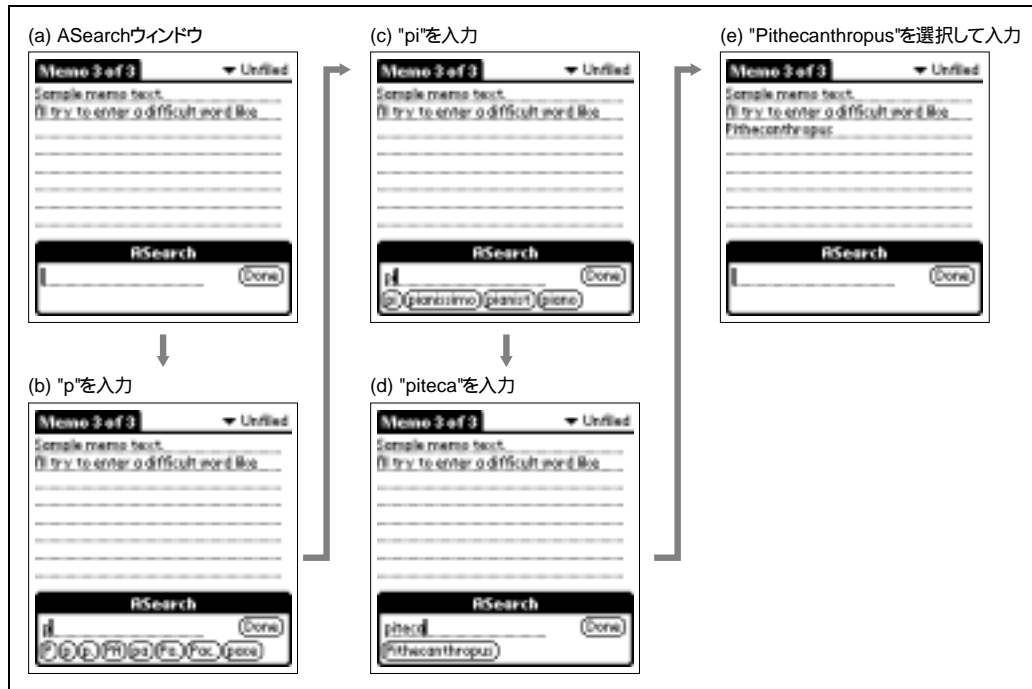 (a) ASearchウィンドウ
Memo 3 of 3 Unfiled
Sample memo text.
I'll try to enter a difficult word like
ASearch
Done
(b) "p"を入力
Memo 3 of 3 Unfiled
Sample memo text.
I'll try to enter a difficult word like
ASearch
p Done
P p p. PA pa Pa. Pac. pace
(c) "pi"を入力
Memo 3 of 3 Unfiled
Sample memo text.
I'll try to enter a difficult word like
ASearch
pi Done
pi pianissimo pianist piano
(d) "piteca"を入力
Memo 3 of 3 Unfiled
Sample memo text.
I'll try to enter a difficult word like
ASearch
piteca Done
Pithecanthropus
(e) "Pithecanthropus"を選択して入力
Memo 3 of 3 Unfiled
Sample memo text.
I'll try to enter a difficult word like
Pithecanthropus
ASearch
Done